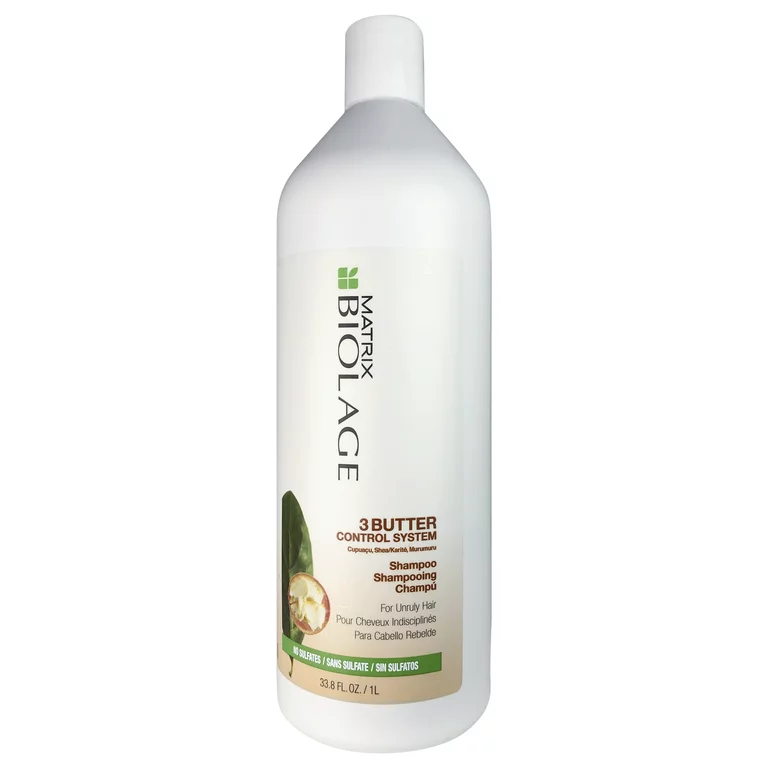 MATRIX
BIOLAGE
3 BUTTER
CONTROL SYSTEM
Cupuaçu, Shea/Karité, Murumuru
Shampoo
Shampooing
Champú
For Unruly Hair
Pour Cheveux Indisciplinés
Para Cabello Rebelde
NO SULFATES / SANS SULFATE / SIN SULFATOS
33.8 FL. OZ. / 1L